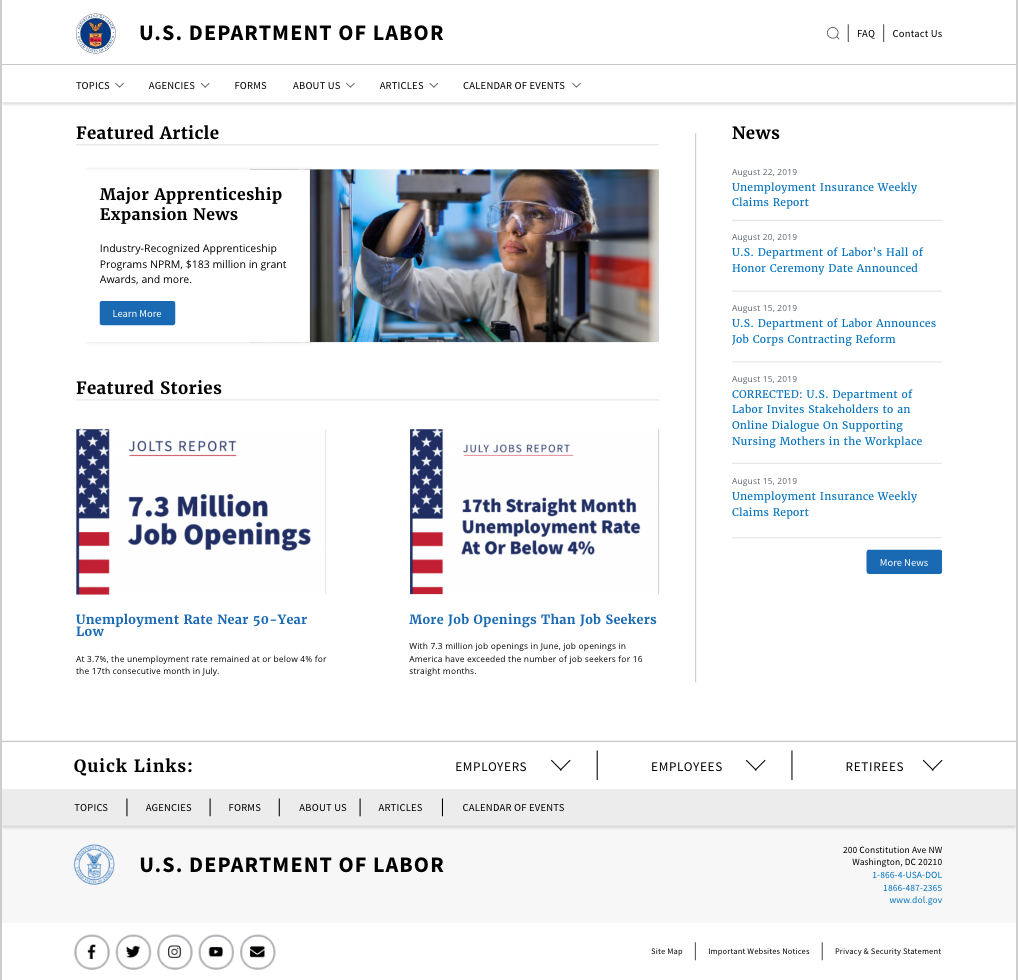 U.S. DEPARTMENT OF LABOR
FAQ
Contact Us
TOPICS
AGENCIES
FORMS
ABOUT US
ARTICLES
CALENDAR OF EVENTS
Featured Article
Major Apprenticeship
Expansion News
Industry-Recognized Apprenticeship
Programs NPRM, $183 million in grant
Awards, and more.
Learn More
Featured Stories
JOLTS REPORT
7.3 Million
Job Openings
Unemployment Rate Near 50-Year
Low
At 3.7%, the unemployment rate remained at or below 4% for
the 17th consecutive month in July.
JULY JOBS REPORT
17th Straight Month
Unemployment Rate
At Or Below 4%
More Job Openings Than Job Seekers
With 7.3 million job openings in June, job openings in
America have exceeded the number of job seekers for 16
straight months.
News
August 22, 2019
Unemployment Insurance Weekly
Claims Report
August 20, 2019
U.S. Department of Labor's Hall of
Honor Ceremony Date Announced
August 15, 2019
U.S. Department of Labor Announces
Job Corps Contracting Reform
August 15, 2019
CORRECTED: U.S. Department of
Labor Invites Stakeholders to an
Online Dialogue On Supporting
Nursing Mothers in the Workplace
August 15, 2019
Unemployment Insurance Weekly
Claims Report
More News
Quick Links:
EMPLOYERS
EMPLOYEES
RETIREES
TOPICS
AGENCIES
FORMS
ABOUT US
ARTICLES
CALENDAR OF EVENTS
U.S. DEPARTMENT OF LABOR
200 Constitution Ave NW
Washington, DC 20210
1-866-4-USA-DOL
1866-487-2365
www.dol.gov
Site Map
Important Websites Notices
Privacy & Security Statement